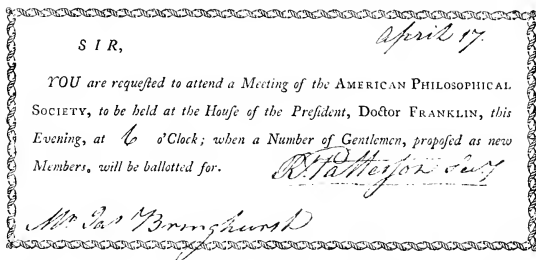 April 17.
SIR,
YOU are requeſted to attend a Meeting of the AMERICAN PHILOSOPHICAL
SOCIETY, to be held at the Houſe of the Preſident, Doctor FRANKLIN, this
Evening, at 6 o'Clock; when a Number of Gentlemen, propoſed as new
Members, will be ballotted for.
R. Patterson Secy
Mr. Jas Bringhurst